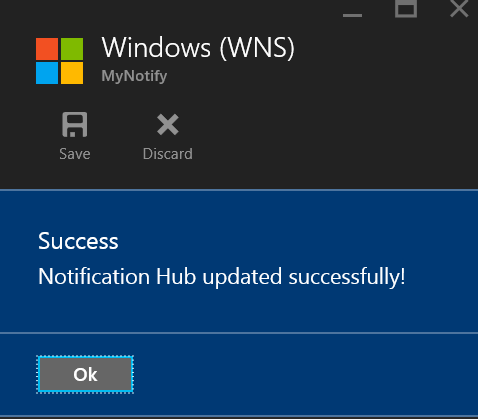 Windows (WNS)
MyNotify
Save
Discard
Success
Notification Hub updated successfully!
Ok